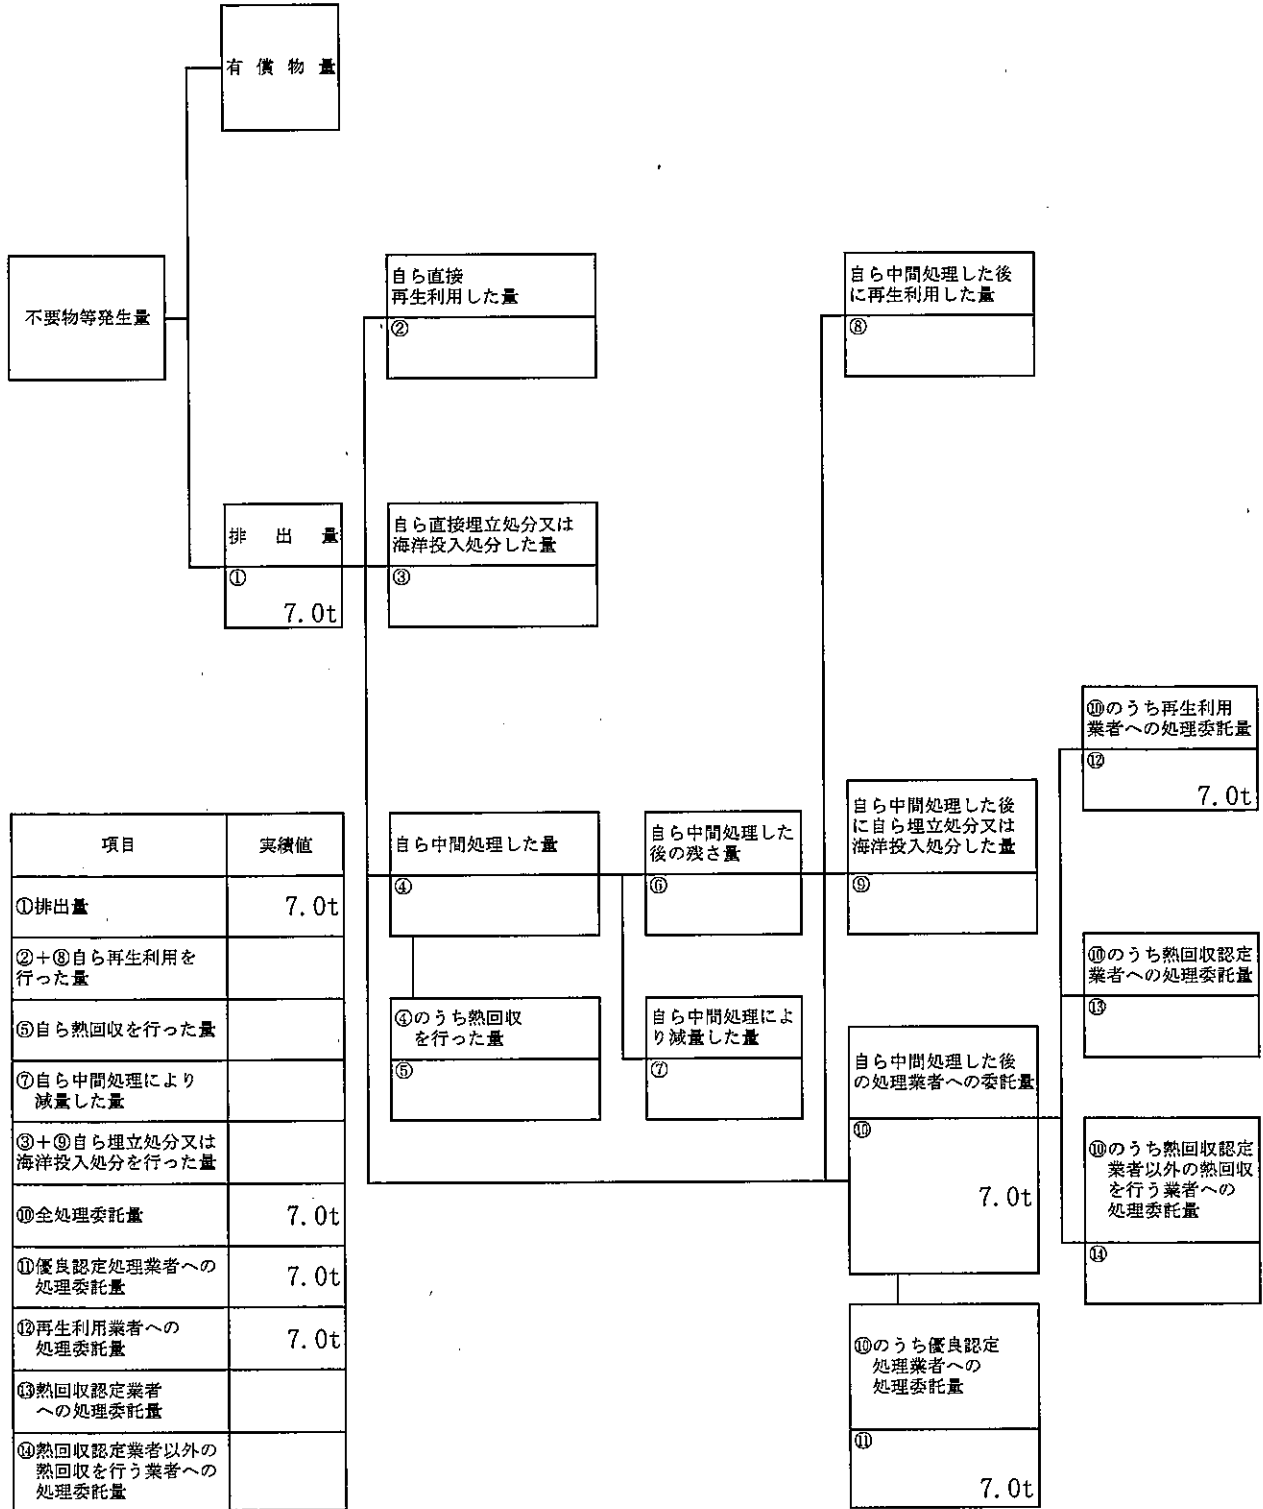 有償物量
不要物等発生量
自ら直接
再生利用した量
②
自ら中間処理した後
に再生利用した量
⑧
排出量
①
7.0t
自ら直接埋立処分又は
海洋投入処分した量
③
⑩のうち再生利用
業者への処理委託量
⑫
7.0t
自ら中間処理した量
④
自ら中間処理した
後の残さ量
⑥
自ら中間処理した後
に自ら埋立処分又は
海洋投入処分した量
⑨
⑩のうち熱回収認定
業者への処理委託量
⑬
④のうち熱回収
を行った量
⑤
自ら中間処理によ
り減量した量
⑦
自ら中間処理した後
の処理業者への委託量
⑩
7.0t
⑩のうち熱回収認定
業者以外の熱回収
を行う業者への
処理委託量
⑭
⑩のうち優良認定
処理業者への
処理委託量
⑪
7.0t
項目 実績値
①排出量 7.0t
②+⑧自ら再生利用を
行った量
⑤自ら熱回収を行った量
⑦自ら中間処理により
減量した量
③+⑨自ら埋立処分又は
海洋投入処分を行った量
⑩全処理委託量 7.0t
⑪優良認定処理業者への
処理委託量 7.0t
⑫再生利用業者への
処理委託量 7.0t
⑬熱回収認定業者
への処理委託量
⑭熱回収認定業者以外の
熱回収を行う業者への
処理委託量